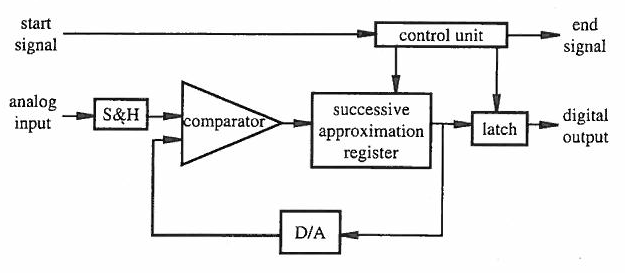 start
signal
control unit
end
signal
analog
input
S&H
comparator
successive
approximation
register
latch
digital
output
D/A